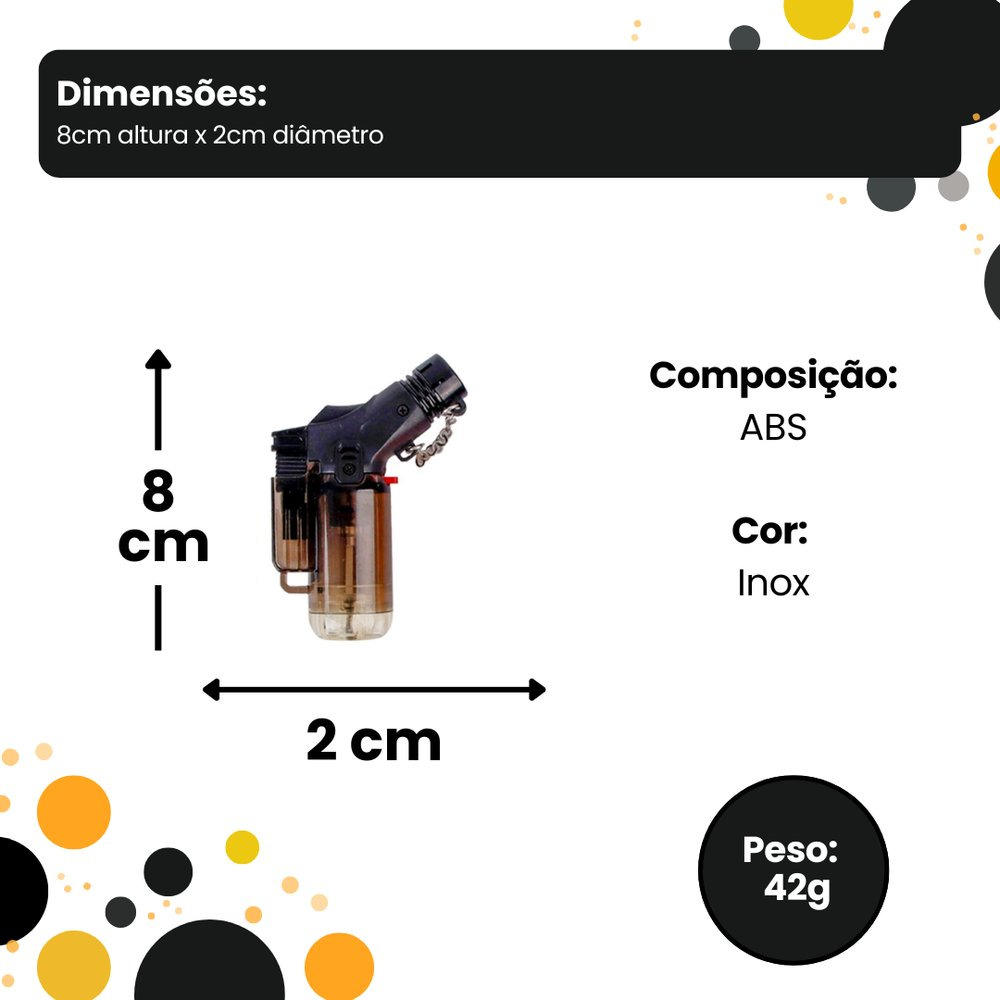 Dimensões:
8cm altura x 2cm diâmetro
Composição:
ABS
8
cm
Cor:
Inox
2 cm
Peso:
42g